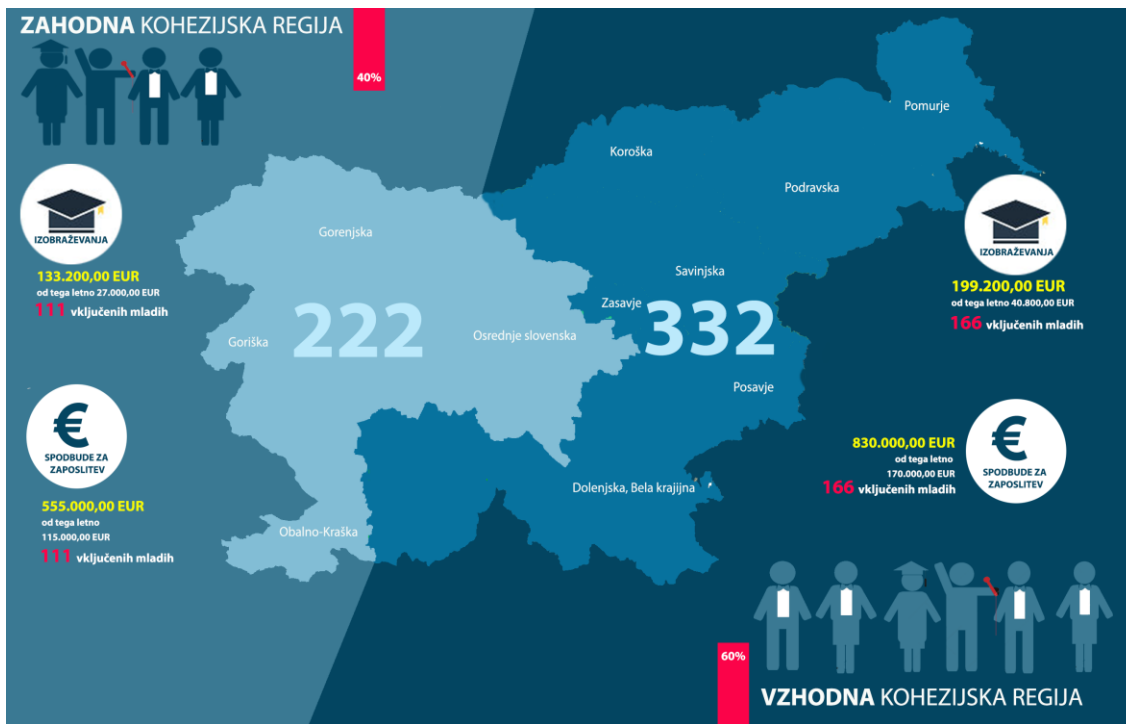 ZAHODNA KOHEZIJSKA REGIJA
40%
IZOBRAŽEVANJA
133.200,00 EUR
od tega letno 27.000,00 EUR
111 vključenih mladih
SPODBUDE ZA
ZAPOSLITEV
555.000,00 EUR
od tega letno
115.000,00 EUR
111 vključenih mladih
Gorenjska
222
Goriška
Osrednje slovenska
Obalno-Kraška
Pomurje
Koroška
Podravska
Savinjska
Zasavje
332
Posavje
Dolenjska, Bela krajijna
IZOBRAŽEVANJA
199.200,00 EUR
od tega letno 40.800,00 EUR
166 vključenih mladih
830.000,00 EUR
od tega letno
170.000,00 EUR
166 vključenih mladih
SPODBUDE ZA
ZAPOSLITEV
60%
VZHODNA KOHEZIJSKA REGIJA